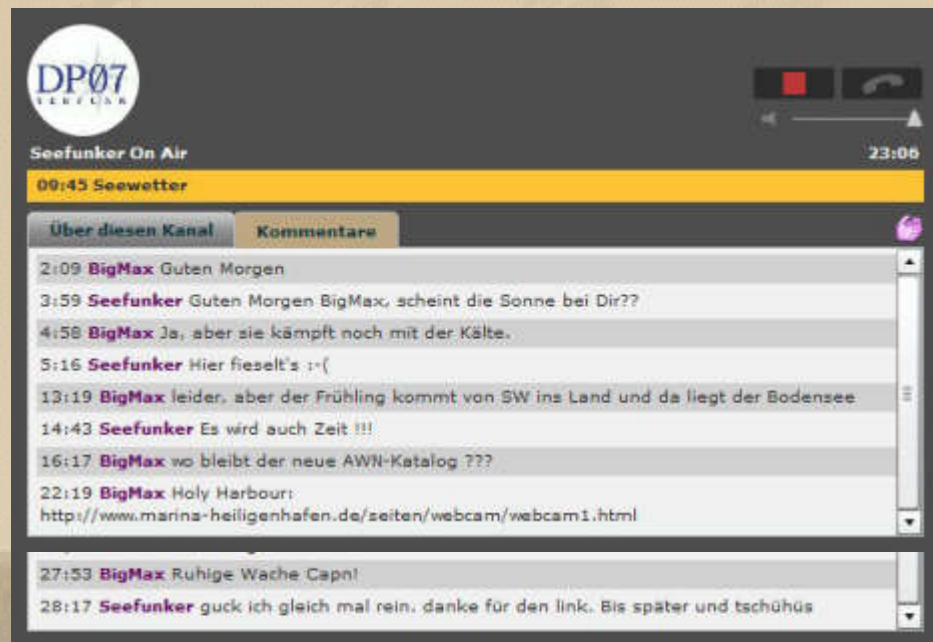 DPØ7
SEEFUNK
Seefunker On Air
23:06
09:45 Seewetter
Über diesen Kanal
Kommentare
2:09 BigMax Guten Morgen
3:59 Seefunker Guten Morgen BigMax, scheint die Sonne bei Dir??
4:58 BigMax Ja, aber sie kämpft noch mit der Kälte.
5:16 Seefunker Hier fieselt's :-(
13:19 BigMax leider. aber der Frühling kommt von SW ins Land und da liegt der Bodensee
14:43 Seefunker Es wird auch Zeit !!!
16:17 BigMax wo bleibt der neue AWN-Katalog ???
22:19 BigMax Holy Harbour:
http://www.marina-heiligenhafen.de/seiten/webcam/webcam1.html
27:53 BigMax Ruhige Wache Capn!
28:17 Seefunker guck ich gleich mal rein. danke für den link. Bis später und tschühüs